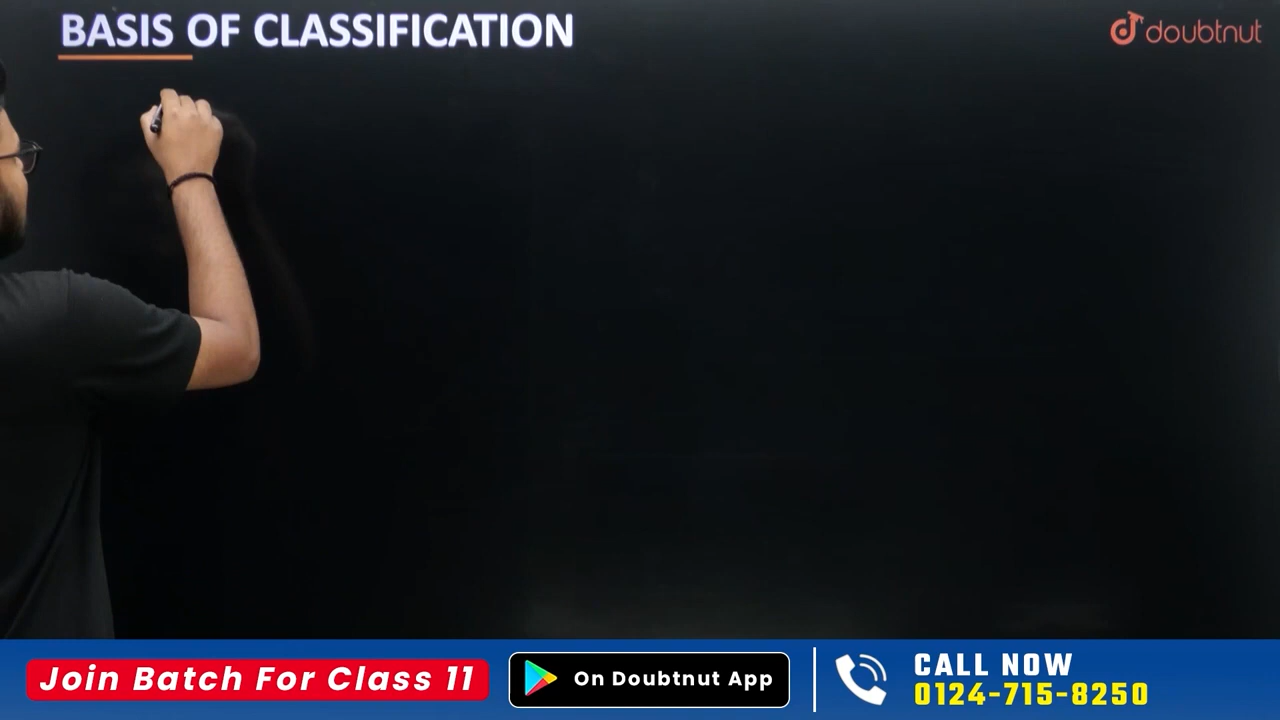 BASIS OF CLASSIFICATION
doubtnut
Join Batch For Class 11
On Doubtnut App
CALL NOW
0124-715-8250